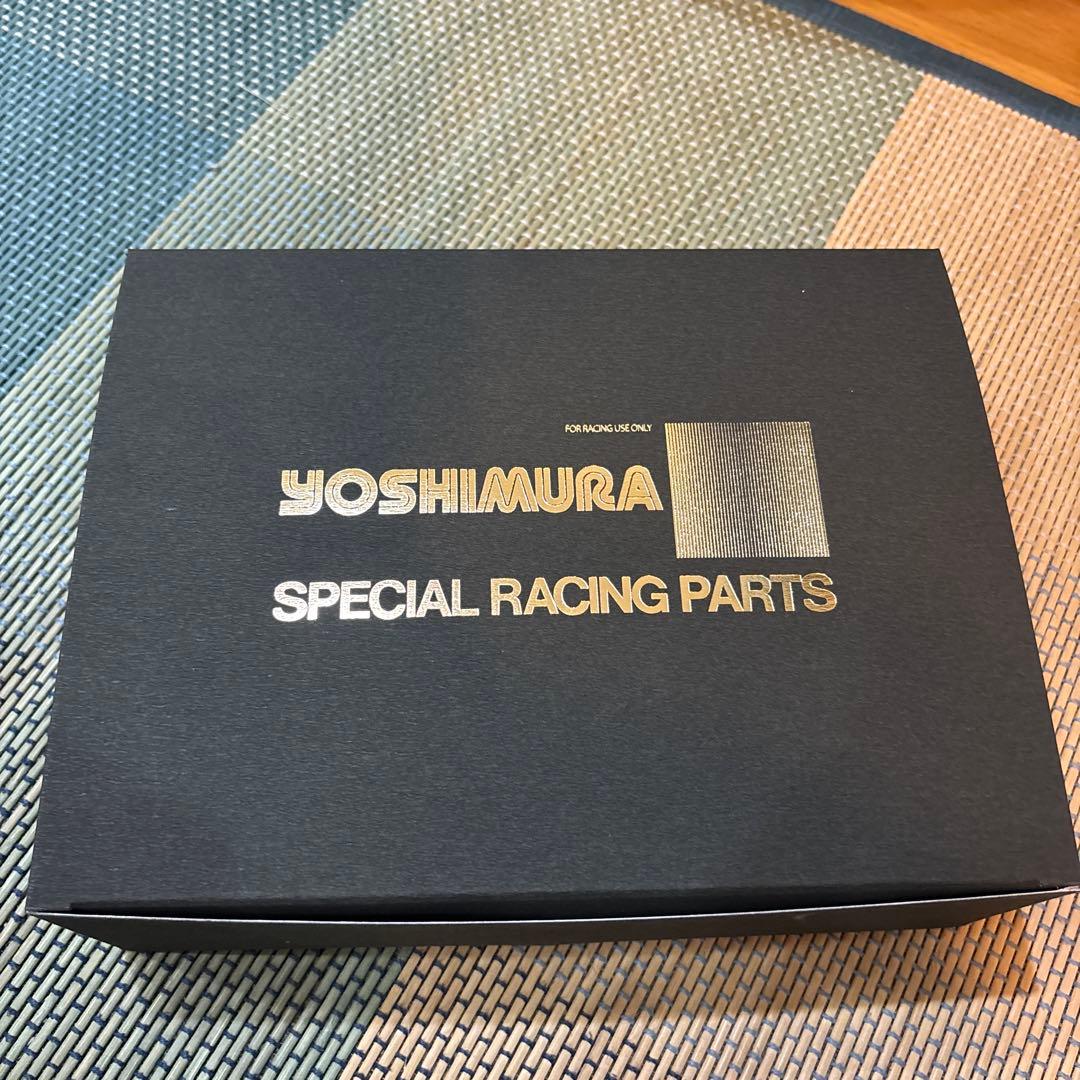 FOR RACING USE ONLY
YOSHIMURA
SPECIAL RACING PARTS